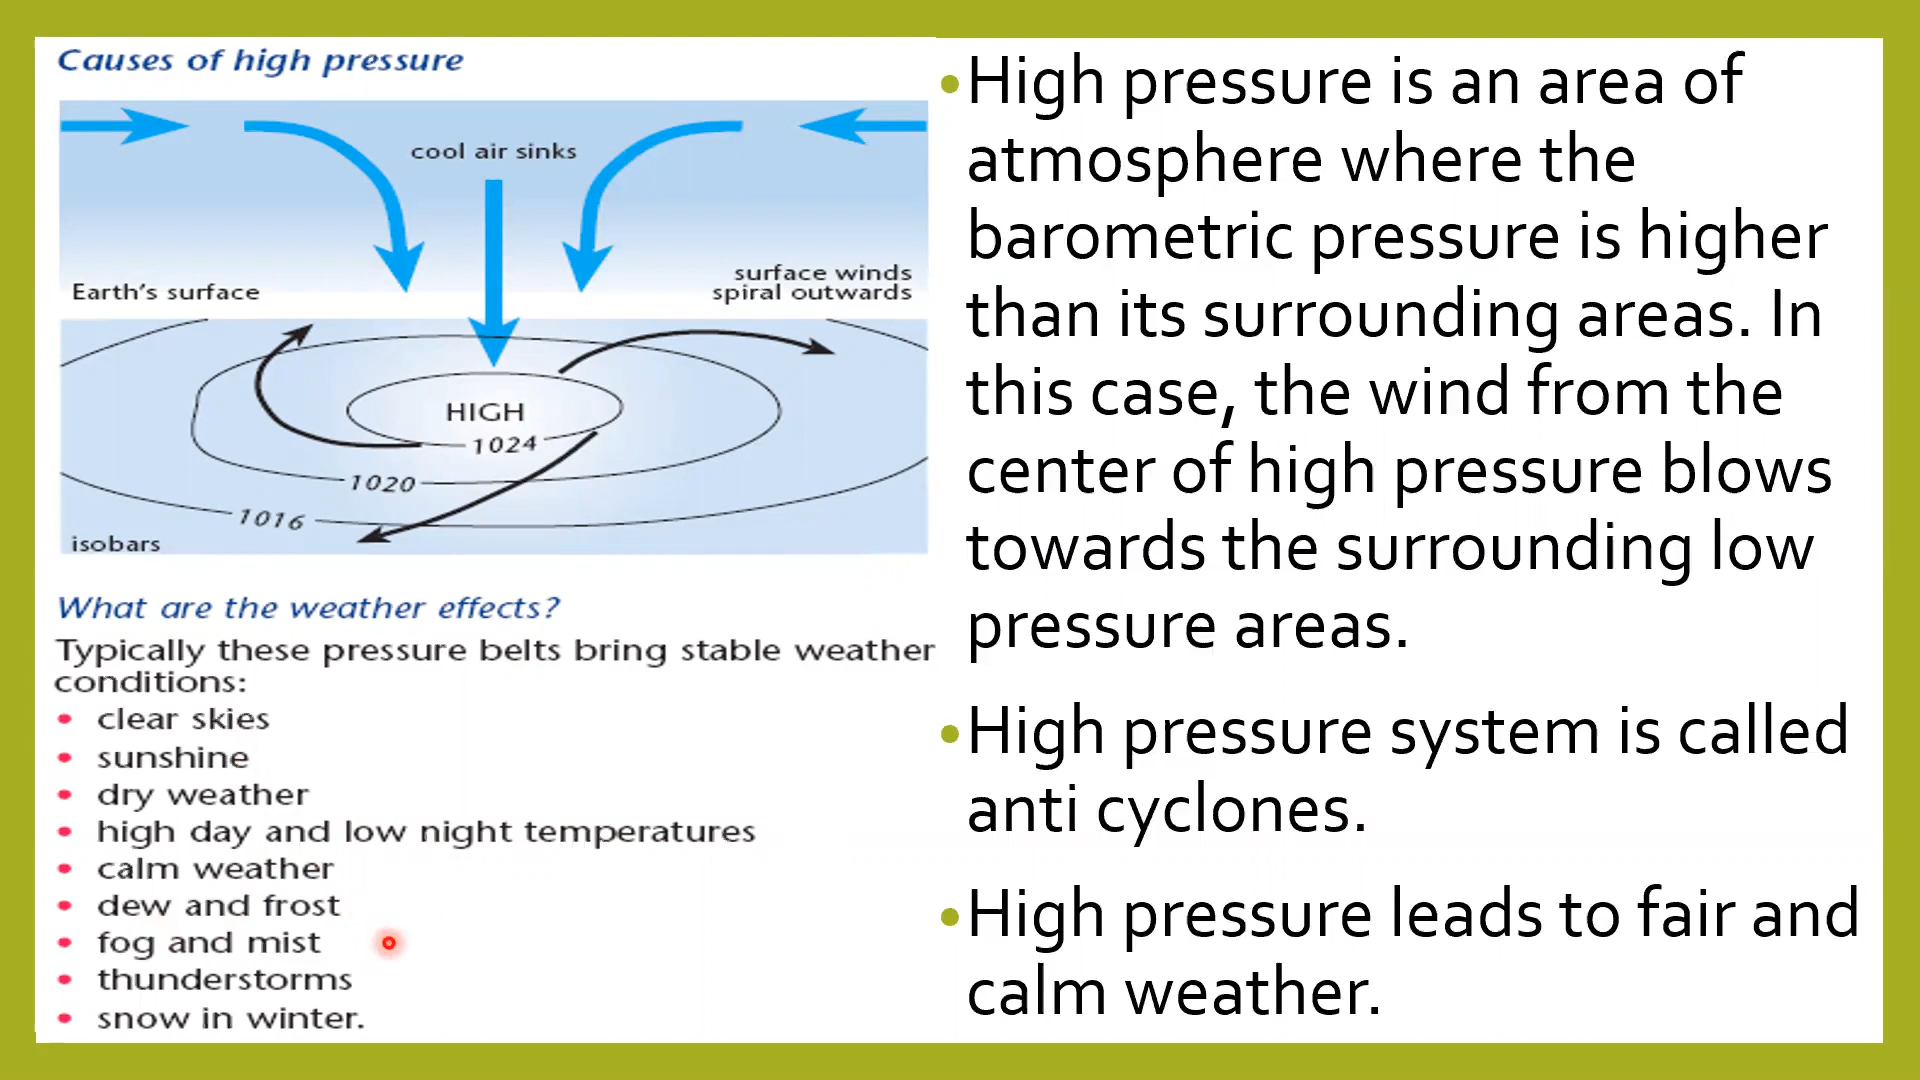 Causes of high pressure
cool air sinks
Earth's surface
surface winds
spiral outwards
HIGH
1024
1020
1016
isobars
What are the weather effects?
Typically these pressure belts bring stable weather
conditions:
• clear skies
• sunshine
• dry weather
• high day and low night temperatures
• calm weather
• dew and frost
• fog and mist
• thunderstorms
• snow in winter.
•High pressure is an area of
atmosphere where the
barometric pressure is higher
than its surrounding areas. In
this case, the wind from the
center of high pressure blows
towards the surrounding low
pressure areas.
•High pressure system is called
anti cyclones.
•High pressure leads to fair and
calm weather.